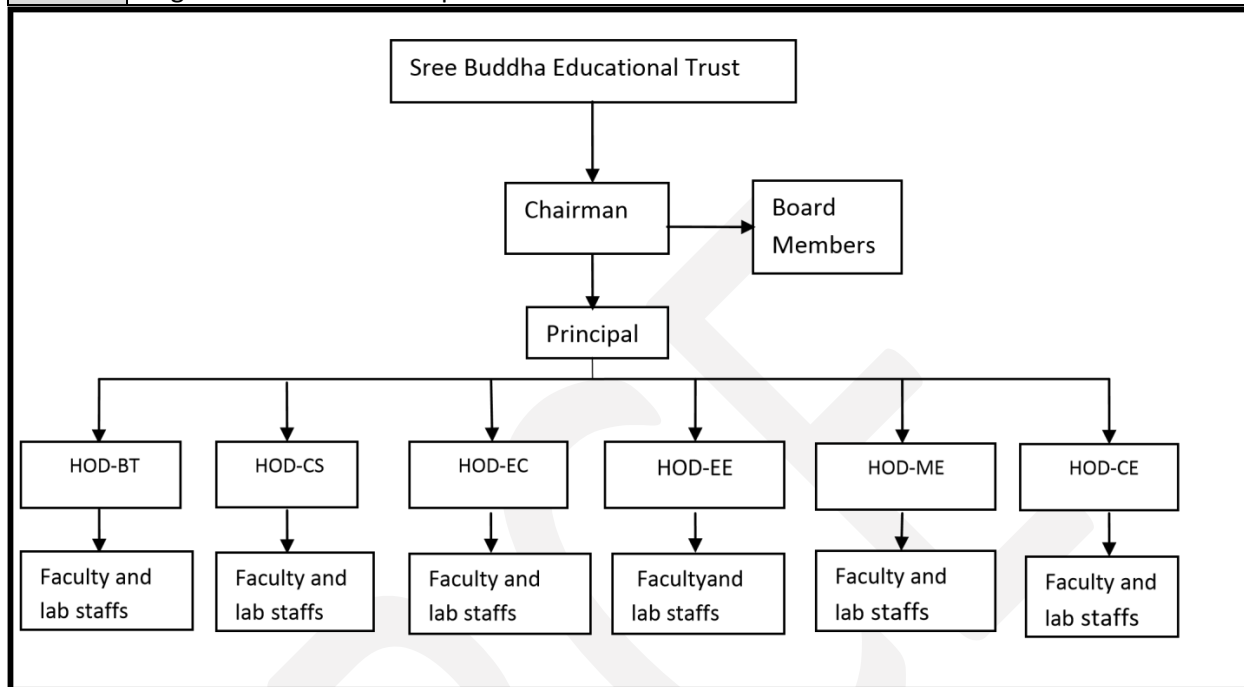 Sree Buddha Educational Trust
Chairman
Board
Members
Principal
HOD-BT
HOD-CS
HOD-EC
HOD-EE
HOD-ME
HOD-CE
Faculty and
lab staffs
Faculty and
lab staffs
Faculty and
lab staffs
Facultyand
lab staffs
Faculty and
lab staffs
Faculty and
lab staffs